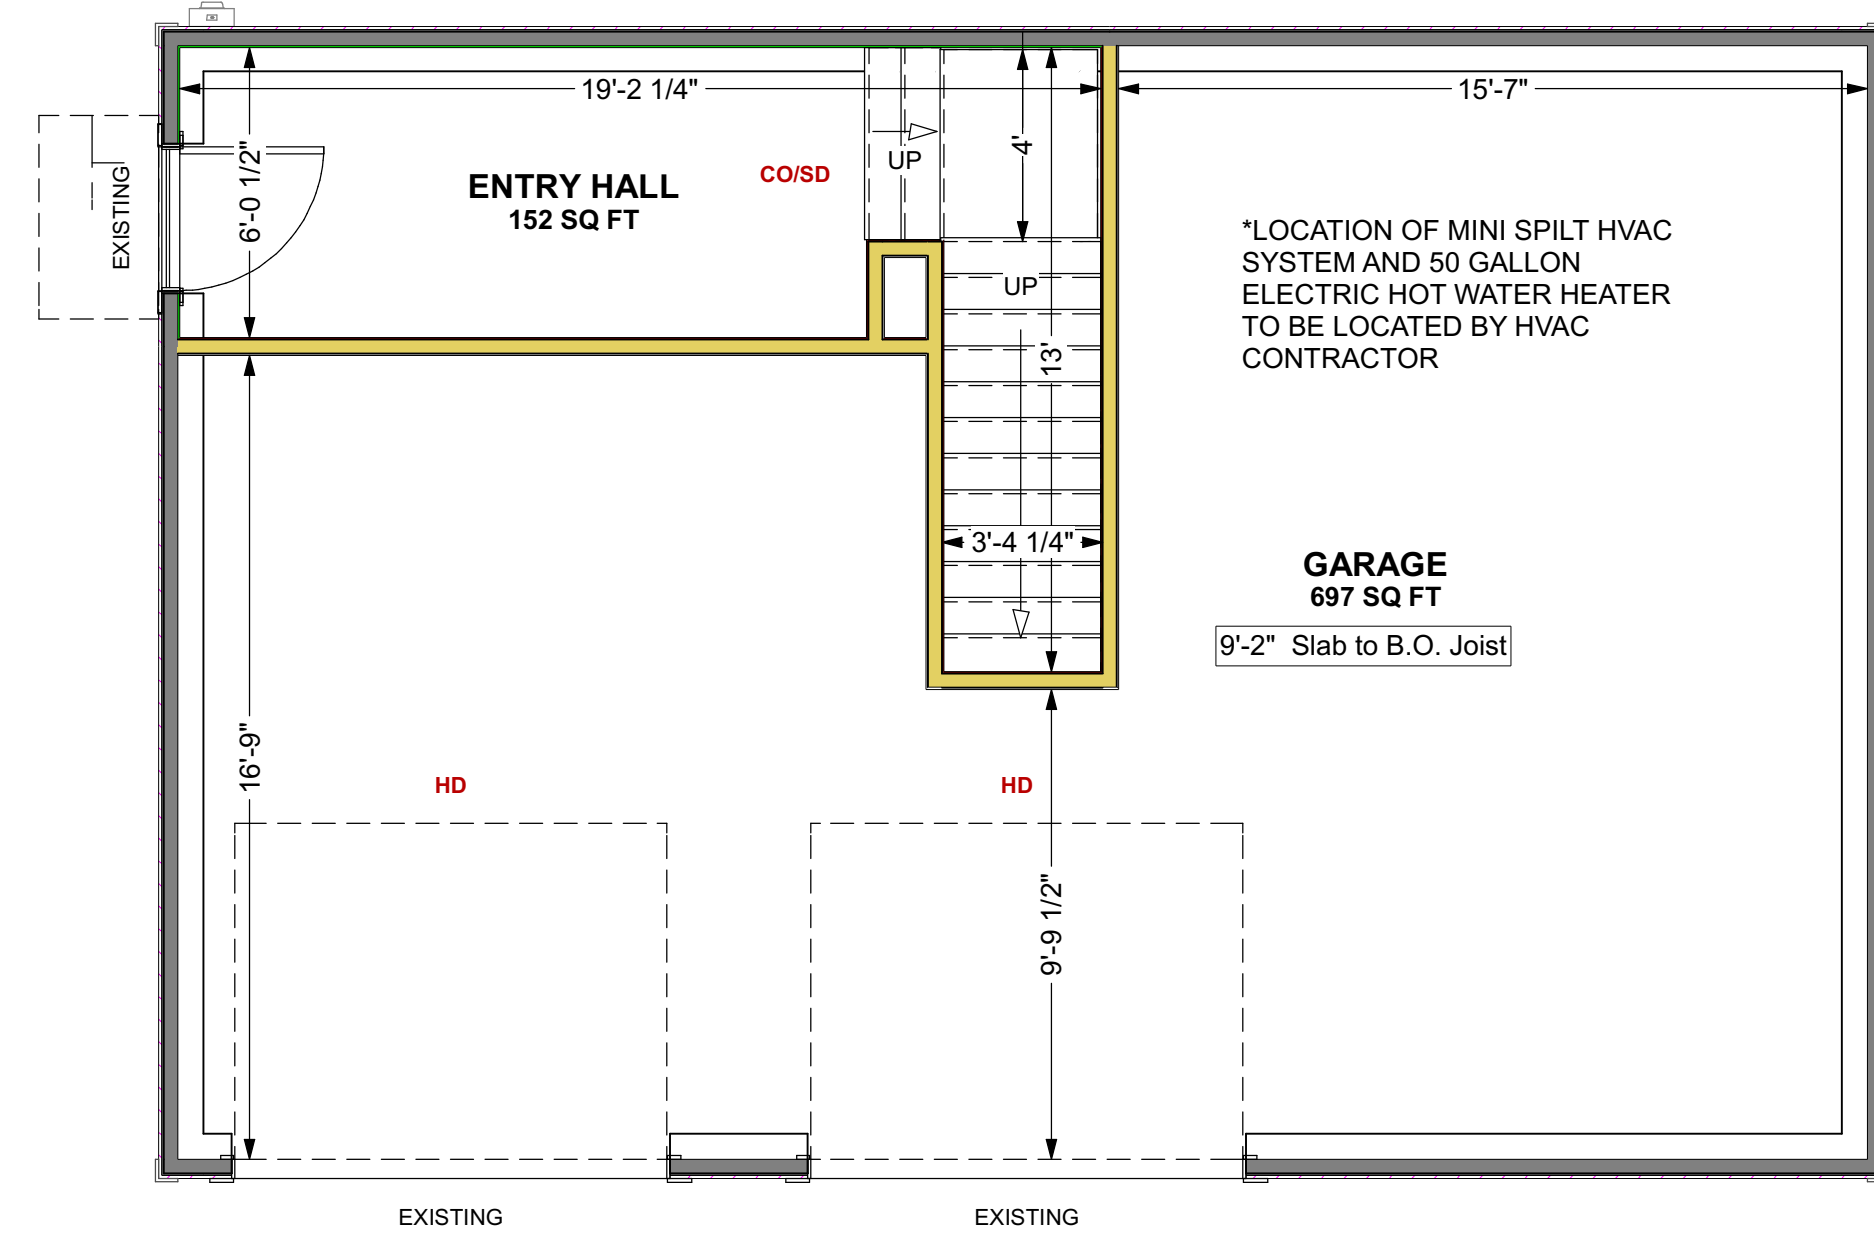 19'-2 1/4"
15'-7"
6'-0 1/2"
4'
EXISTING
ENTRY HALL
152 SQ FT
CO/SD
UP
UP
13'
*LOCATION OF MINI SPILT HVAC
SYSTEM AND 50 GALLON
ELECTRIC HOT WATER HEATER
TO BE LOCATED BY HVAC
CONTRACTOR
3'-4 1/4"
GARAGE
697 SQ FT
9'-2" Slab to B.O. Joist
16'-9"
HD
HD
9'-9 1/2"
EXISTING
EXISTING